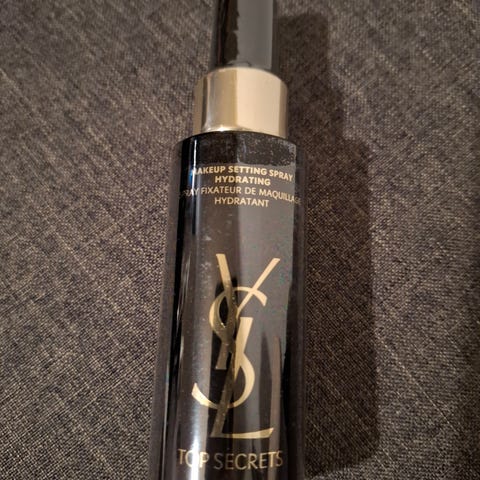 MAKEUP SETTING SPRAY
HYDRATING
SPRAY FIXATEUR DE MAQUILLAGE
HYDRATANT
YSL
TOP SECRETS